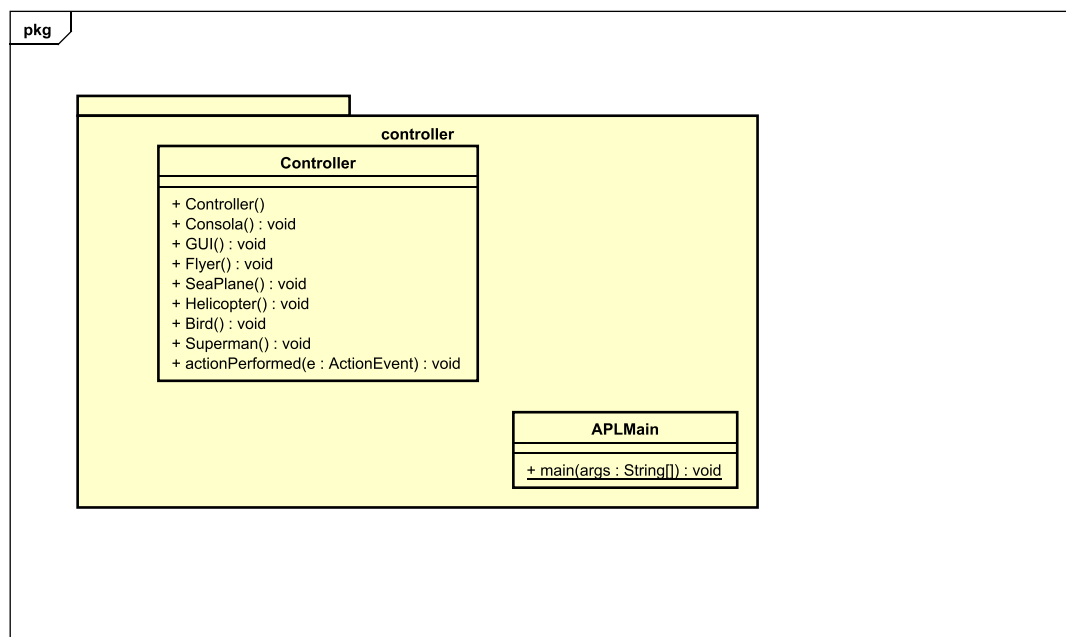 pkg
controller
Controller
+ Controller()
+ Consola() : void
+ GUI() : void
+ Flyer() : void
+ SeaPlane() : void
+ Helicopter() : void
+ Bird() : void
+ Superman() : void
+ actionPerformed(e : ActionEvent) : void
APLMain
+ main(args : String[]) : void